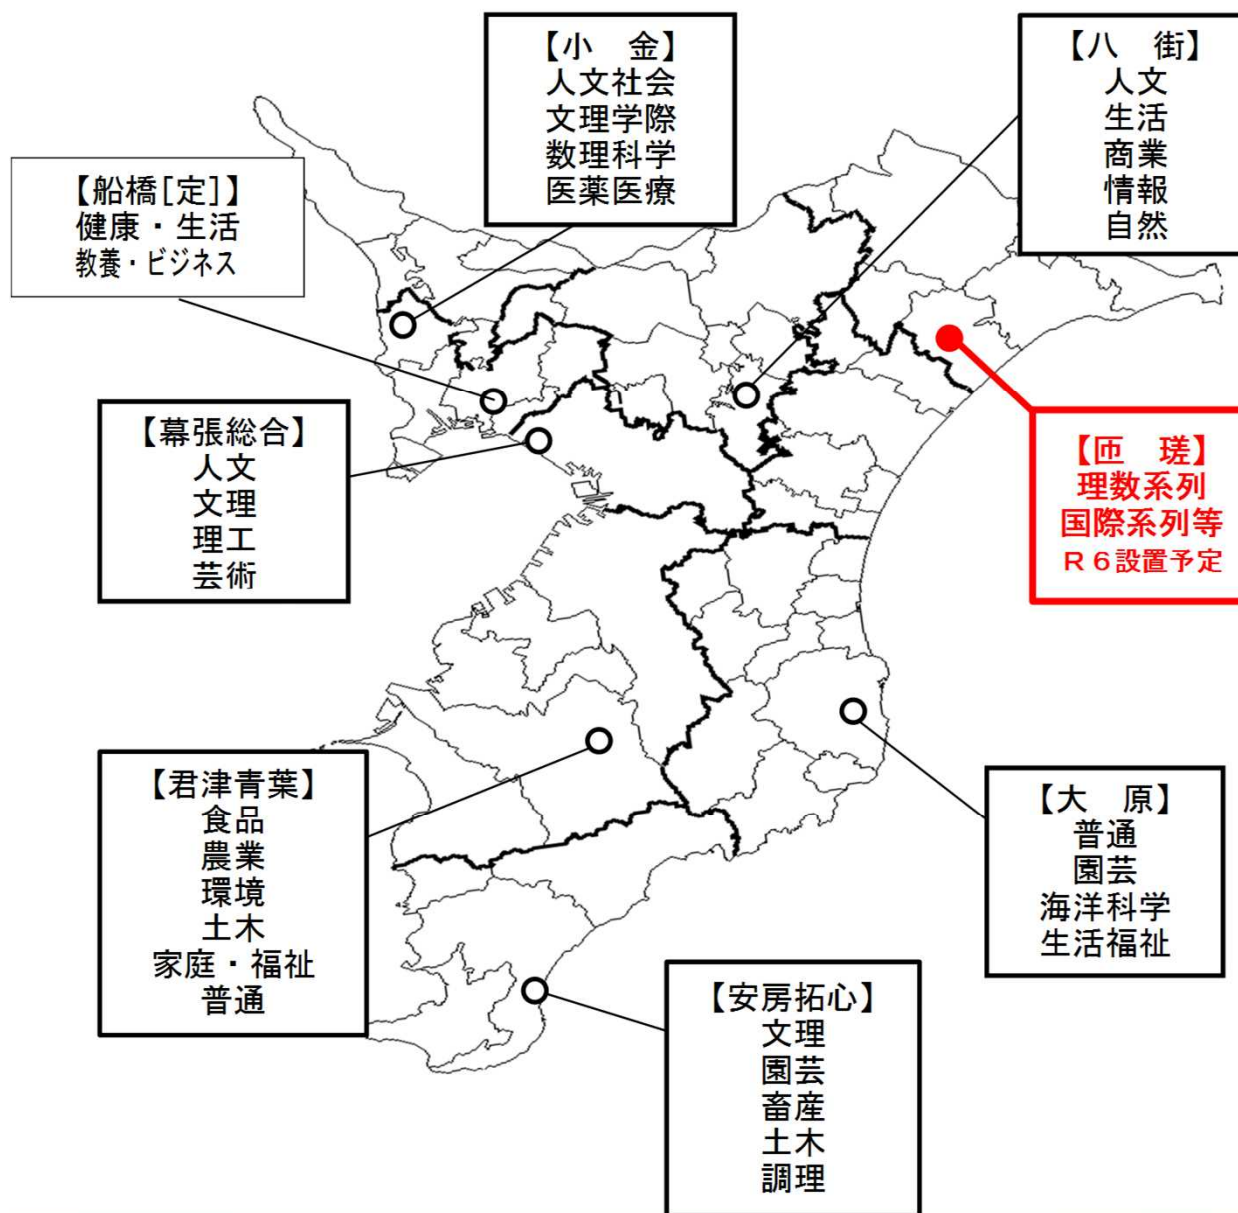 【小　金】
人文社会
文理学際
数理科学
医薬医療
【八　街】
人文
生活
商業
情報
自然
【船橋[定]】
健康・生活
教養・ビジネス
【幕張総合】
人文
文理
理工
芸術
【匝　瑳】
理数系列
国際系列等
Ｒ６設置予定
【君津青葉】
食品
農業
環境
土木
家庭・福祉
普通
【大　原】
普通
園芸
海洋科学
生活福祉
【安房拓心】
文理
園芸
畜産
土木
調理